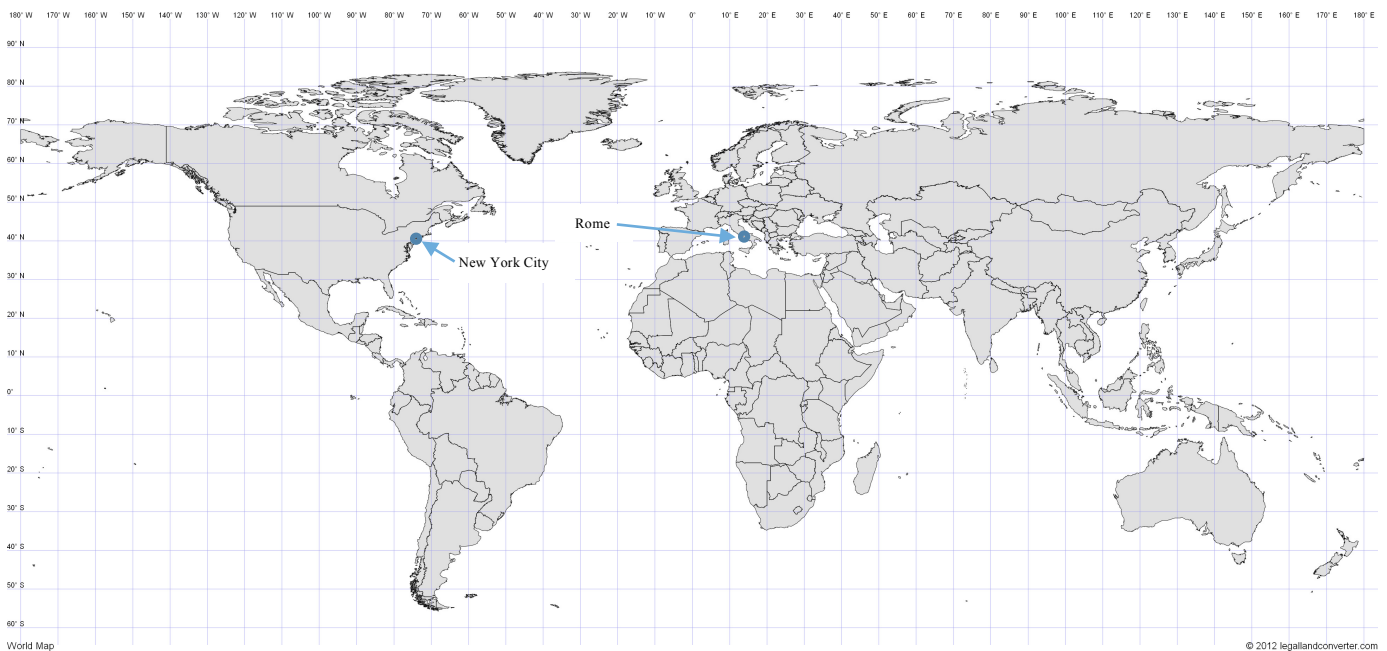 180° W 170° W 160° W 150° W 140° W 130° W 120° W 110° W 100° W 90° W 80° W 70° W 60° W 50° W 40° W 30° W 20° W 10° W 0° 10° E 20° E 30° E 40° E 50° E 60° E 70° E 80° E 90° E 100° E 110° E 120° E 130° E 140° E 150° E 160° E 170° E 180° E
90° N
80° N
70° N
60° N
50° N
Rome
40° N
New York City
30° N
20° N
10° N
0°
10° S
20° S
30° S
40° S
50° S
60° S
World Map © 2012 legallandconverter.com